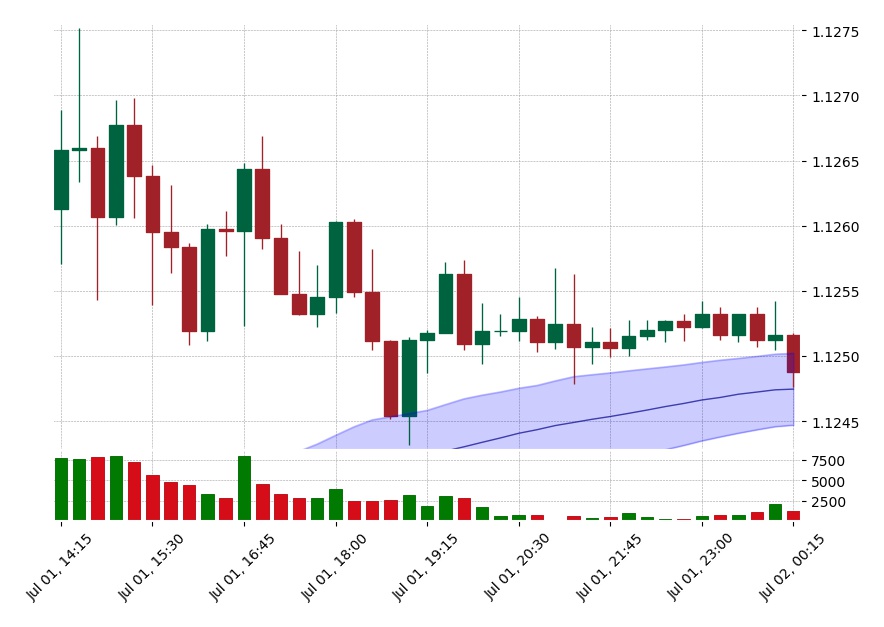 1.1275
1.1270
1.1265
1.1260
1.1255
1.1250
1.1245
7500
5000
2500
Jul 01, 14:15
Jul 01, 15:30
Jul 01, 16:45
Jul 01, 18:00
Jul 01, 19:15
Jul 01, 20:30
Jul 01, 21:45
Jul 01, 23:00
Jul 02, 00:15